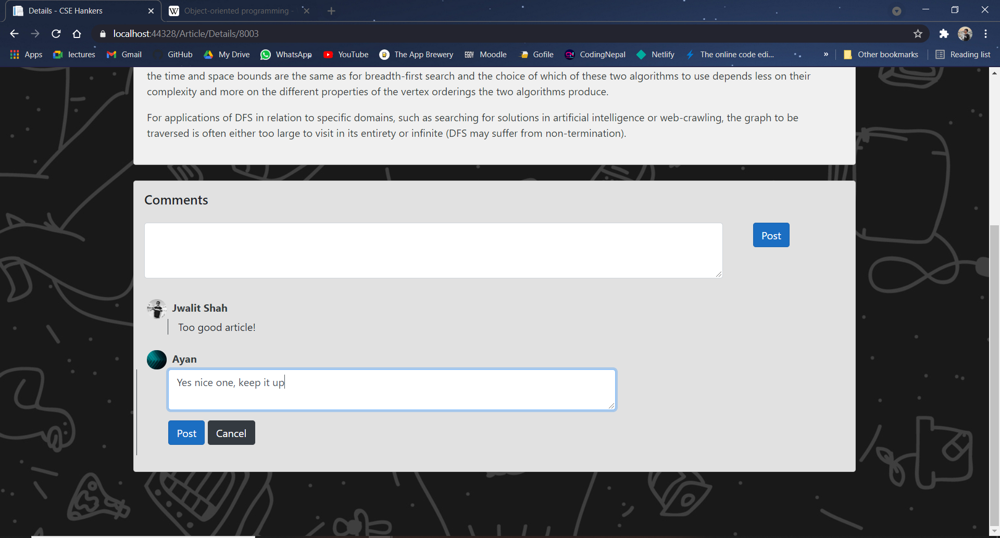 Details - CSE Hankers
Object-oriented programming -
localhost:44328/Article/Details/8003
Apps lectures Gmail GitHub My Drive WhatsApp YouTube The App Brewery EGOV Moodle Gofile CodingNepal Netlify The online code edi... » Other bookmarks Reading list
the time and space bounds are the same as for breadth-first search and the choice of which of these two algorithms to use depends less on their
complexity and more on the different properties of the vertex orderings the two algorithms produce.
For applications of DFS in relation to specific domains, such as searching for solutions in artificial intelligence or web-crawling, the graph to be
traversed is often either too large to visit in its entirety or infinite (DFS may suffer from non-termination).
Comments
Post
Jwalit Shah
Too good article!
Ayan
Yes nice one, keep it up
Post Cancel